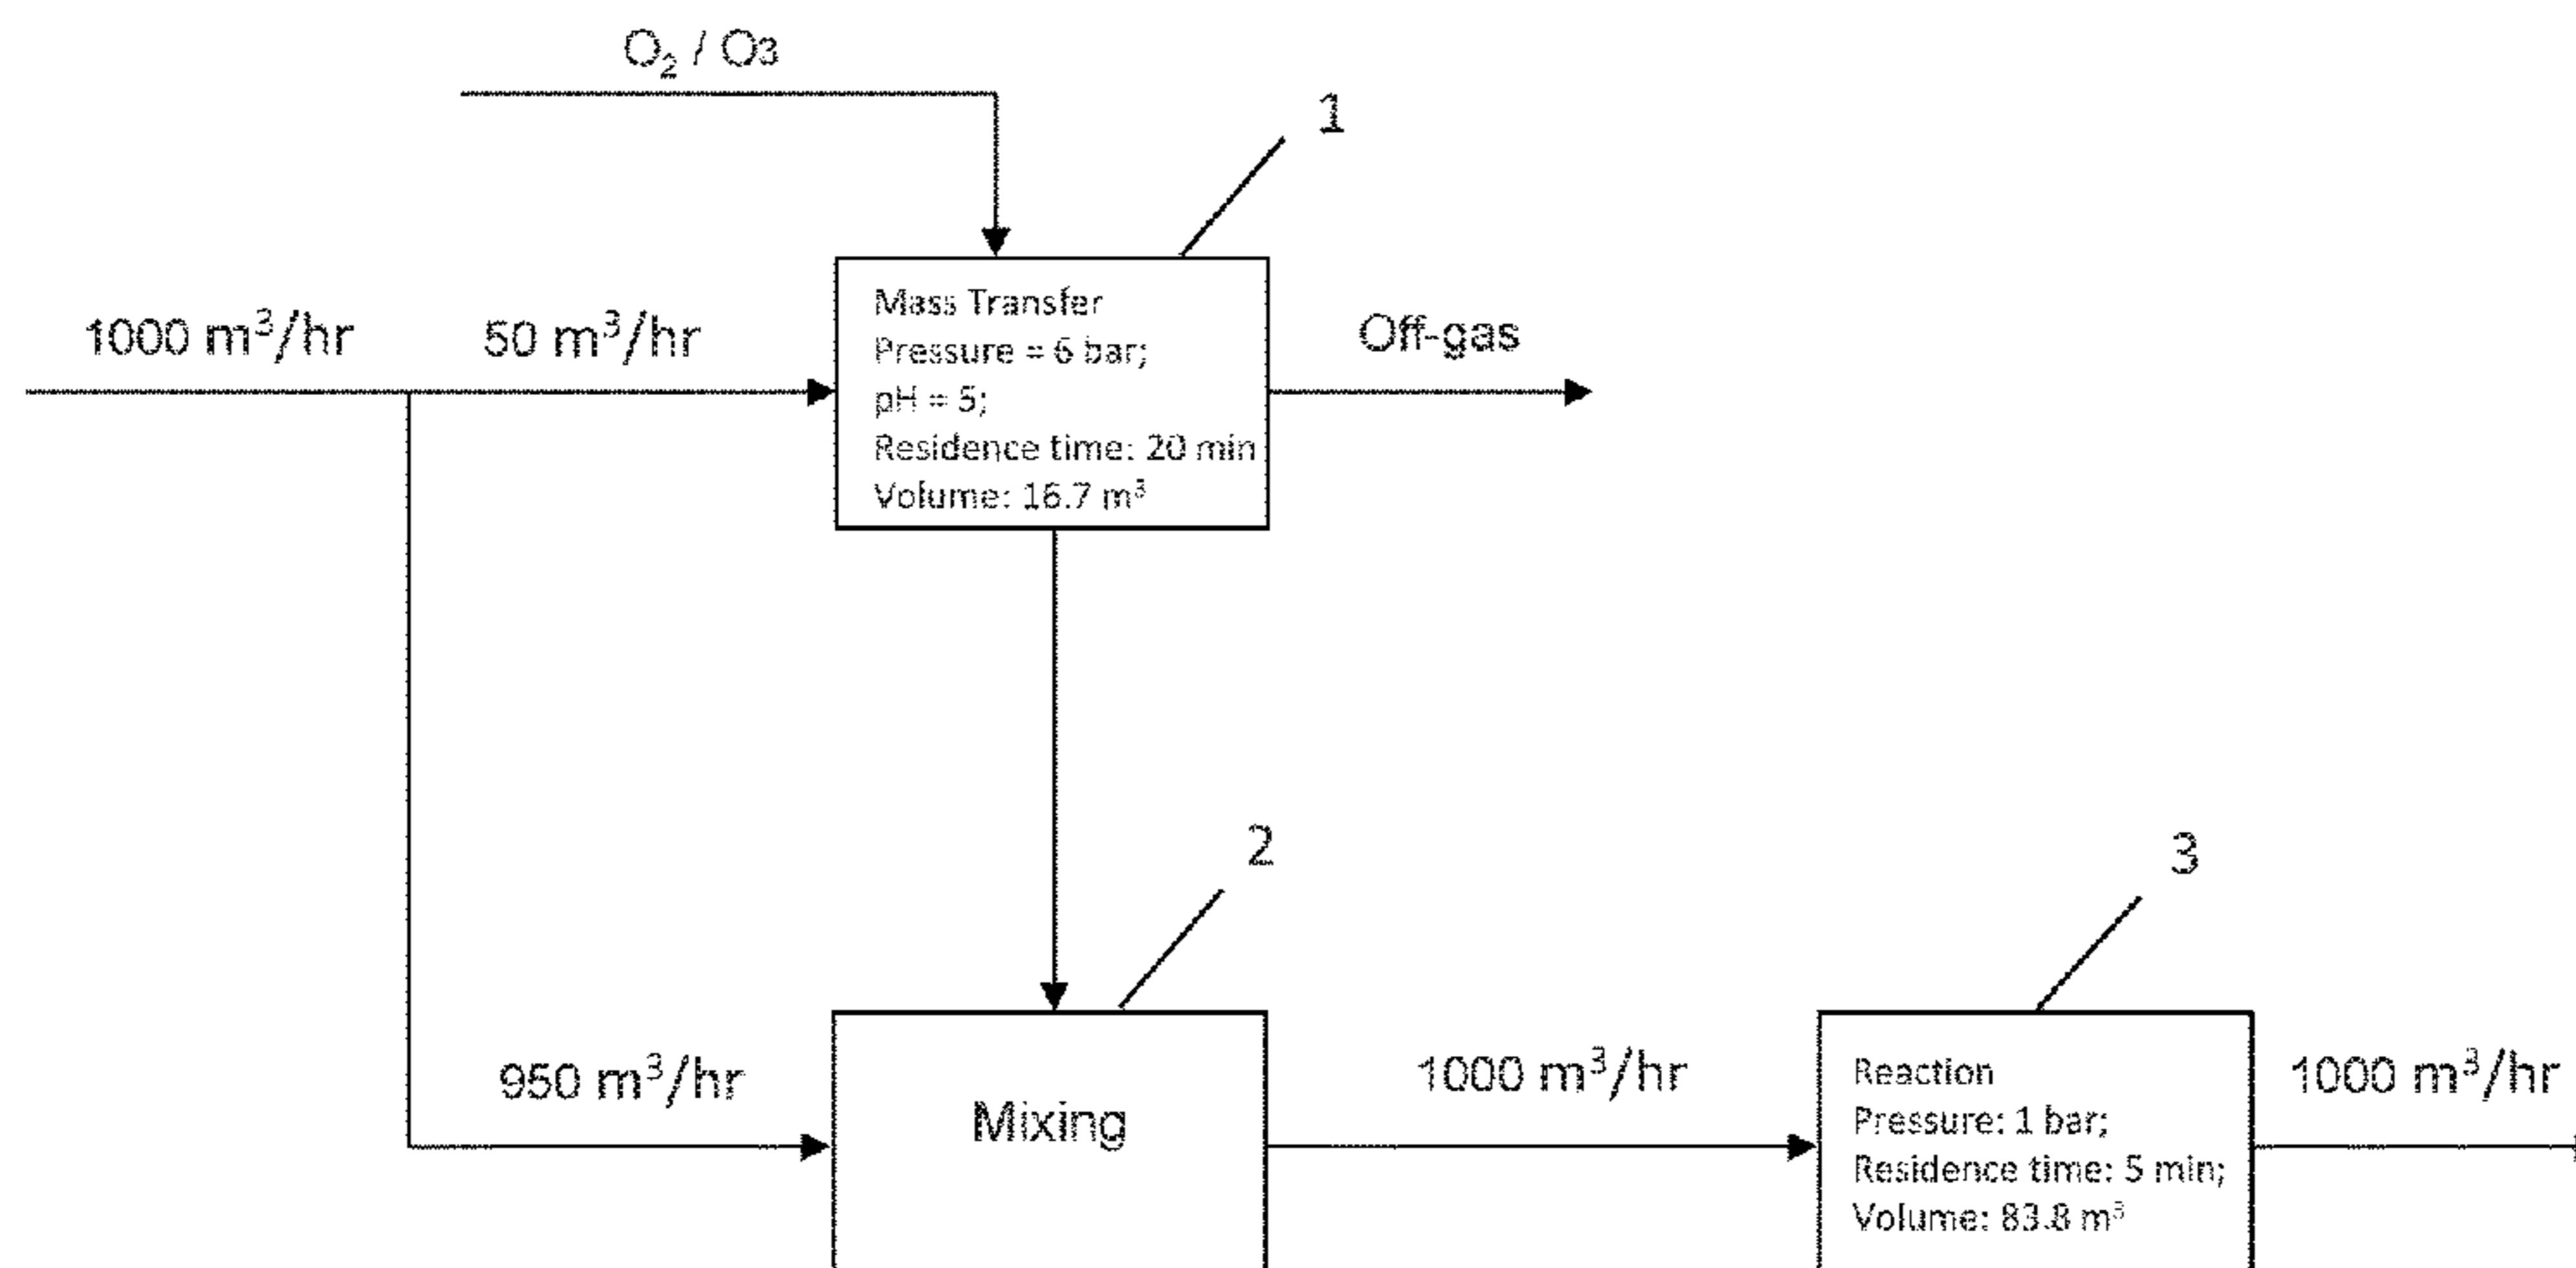 O₂ / O3
1
1000 m³/hr
50 m³/hr
Mass Transfer
Pressure = 6 bar;
pH = 5;
Residence time: 20 min
Volume: 16.7 m³
Off-gas
2
3
950 m³/hr
Mixing
1000 m³/hr
Reaction
Pressure: 1 bar;
Residence time: 5 min;
Volume: 83.8 m³
1000 m³/hr